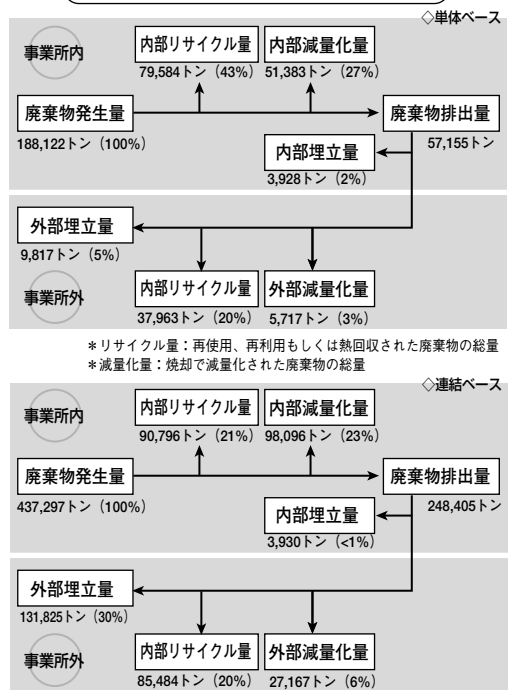 ◇単体ベース
事業所内
内部リサイクル量 内部減量化量
79,584トン（43%） 51,383トン（27%）
廃棄物発生量 廃棄物排出量
188,122トン（100%） 57,155トン
内部埋立量
3,928トン（2%）
外部埋立量
9,817トン（5%）
事業所外
内部リサイクル量 外部減量化量
37,963トン（20%） 5,717トン（3%）
＊リサイクル量：再使用、再利用もしくは熱回収された廃棄物の総量
＊減量化量：焼却で減量化された廃棄物の総量
◇連結ベース
事業所内
内部リサイクル量 内部減量化量
90,796トン（21%） 98,096トン（23%）
廃棄物発生量 廃棄物排出量
437,297トン（100%） 248,405トン
内部埋立量
3,930トン（<1%）
外部埋立量
131,825トン（30%）
事業所外
内部リサイクル量 外部減量化量
85,484トン（20%） 27,167トン（6%）